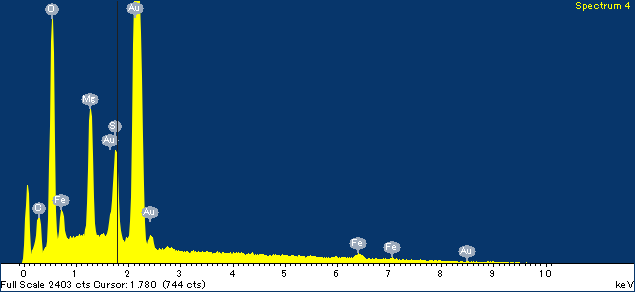 Spectrum 4
O Au
Mg
Si
Au
Fe
O
Au
Fe Fe Au
0 1 2 3 4 5 6 7 8 9 10
Full Scale 2403 cts Cursor: 1.780 (744 cts) keV